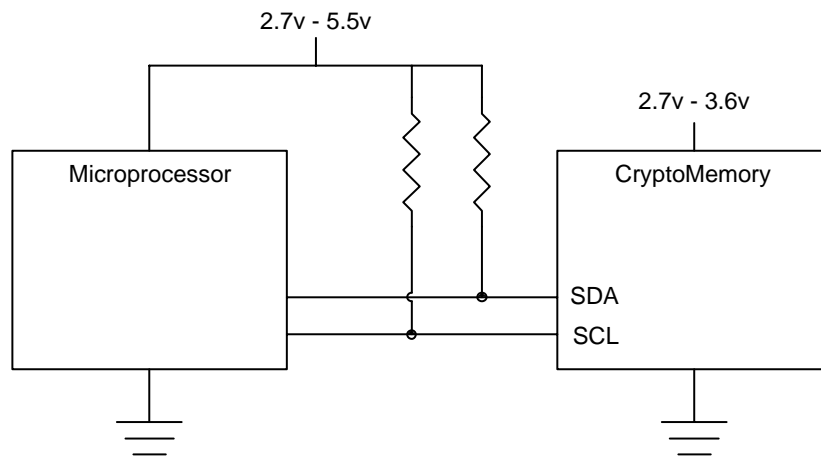 2.7v - 5.5v
2.7v - 3.6v
Microprocessor
CryptoMemory
SDA
SCL